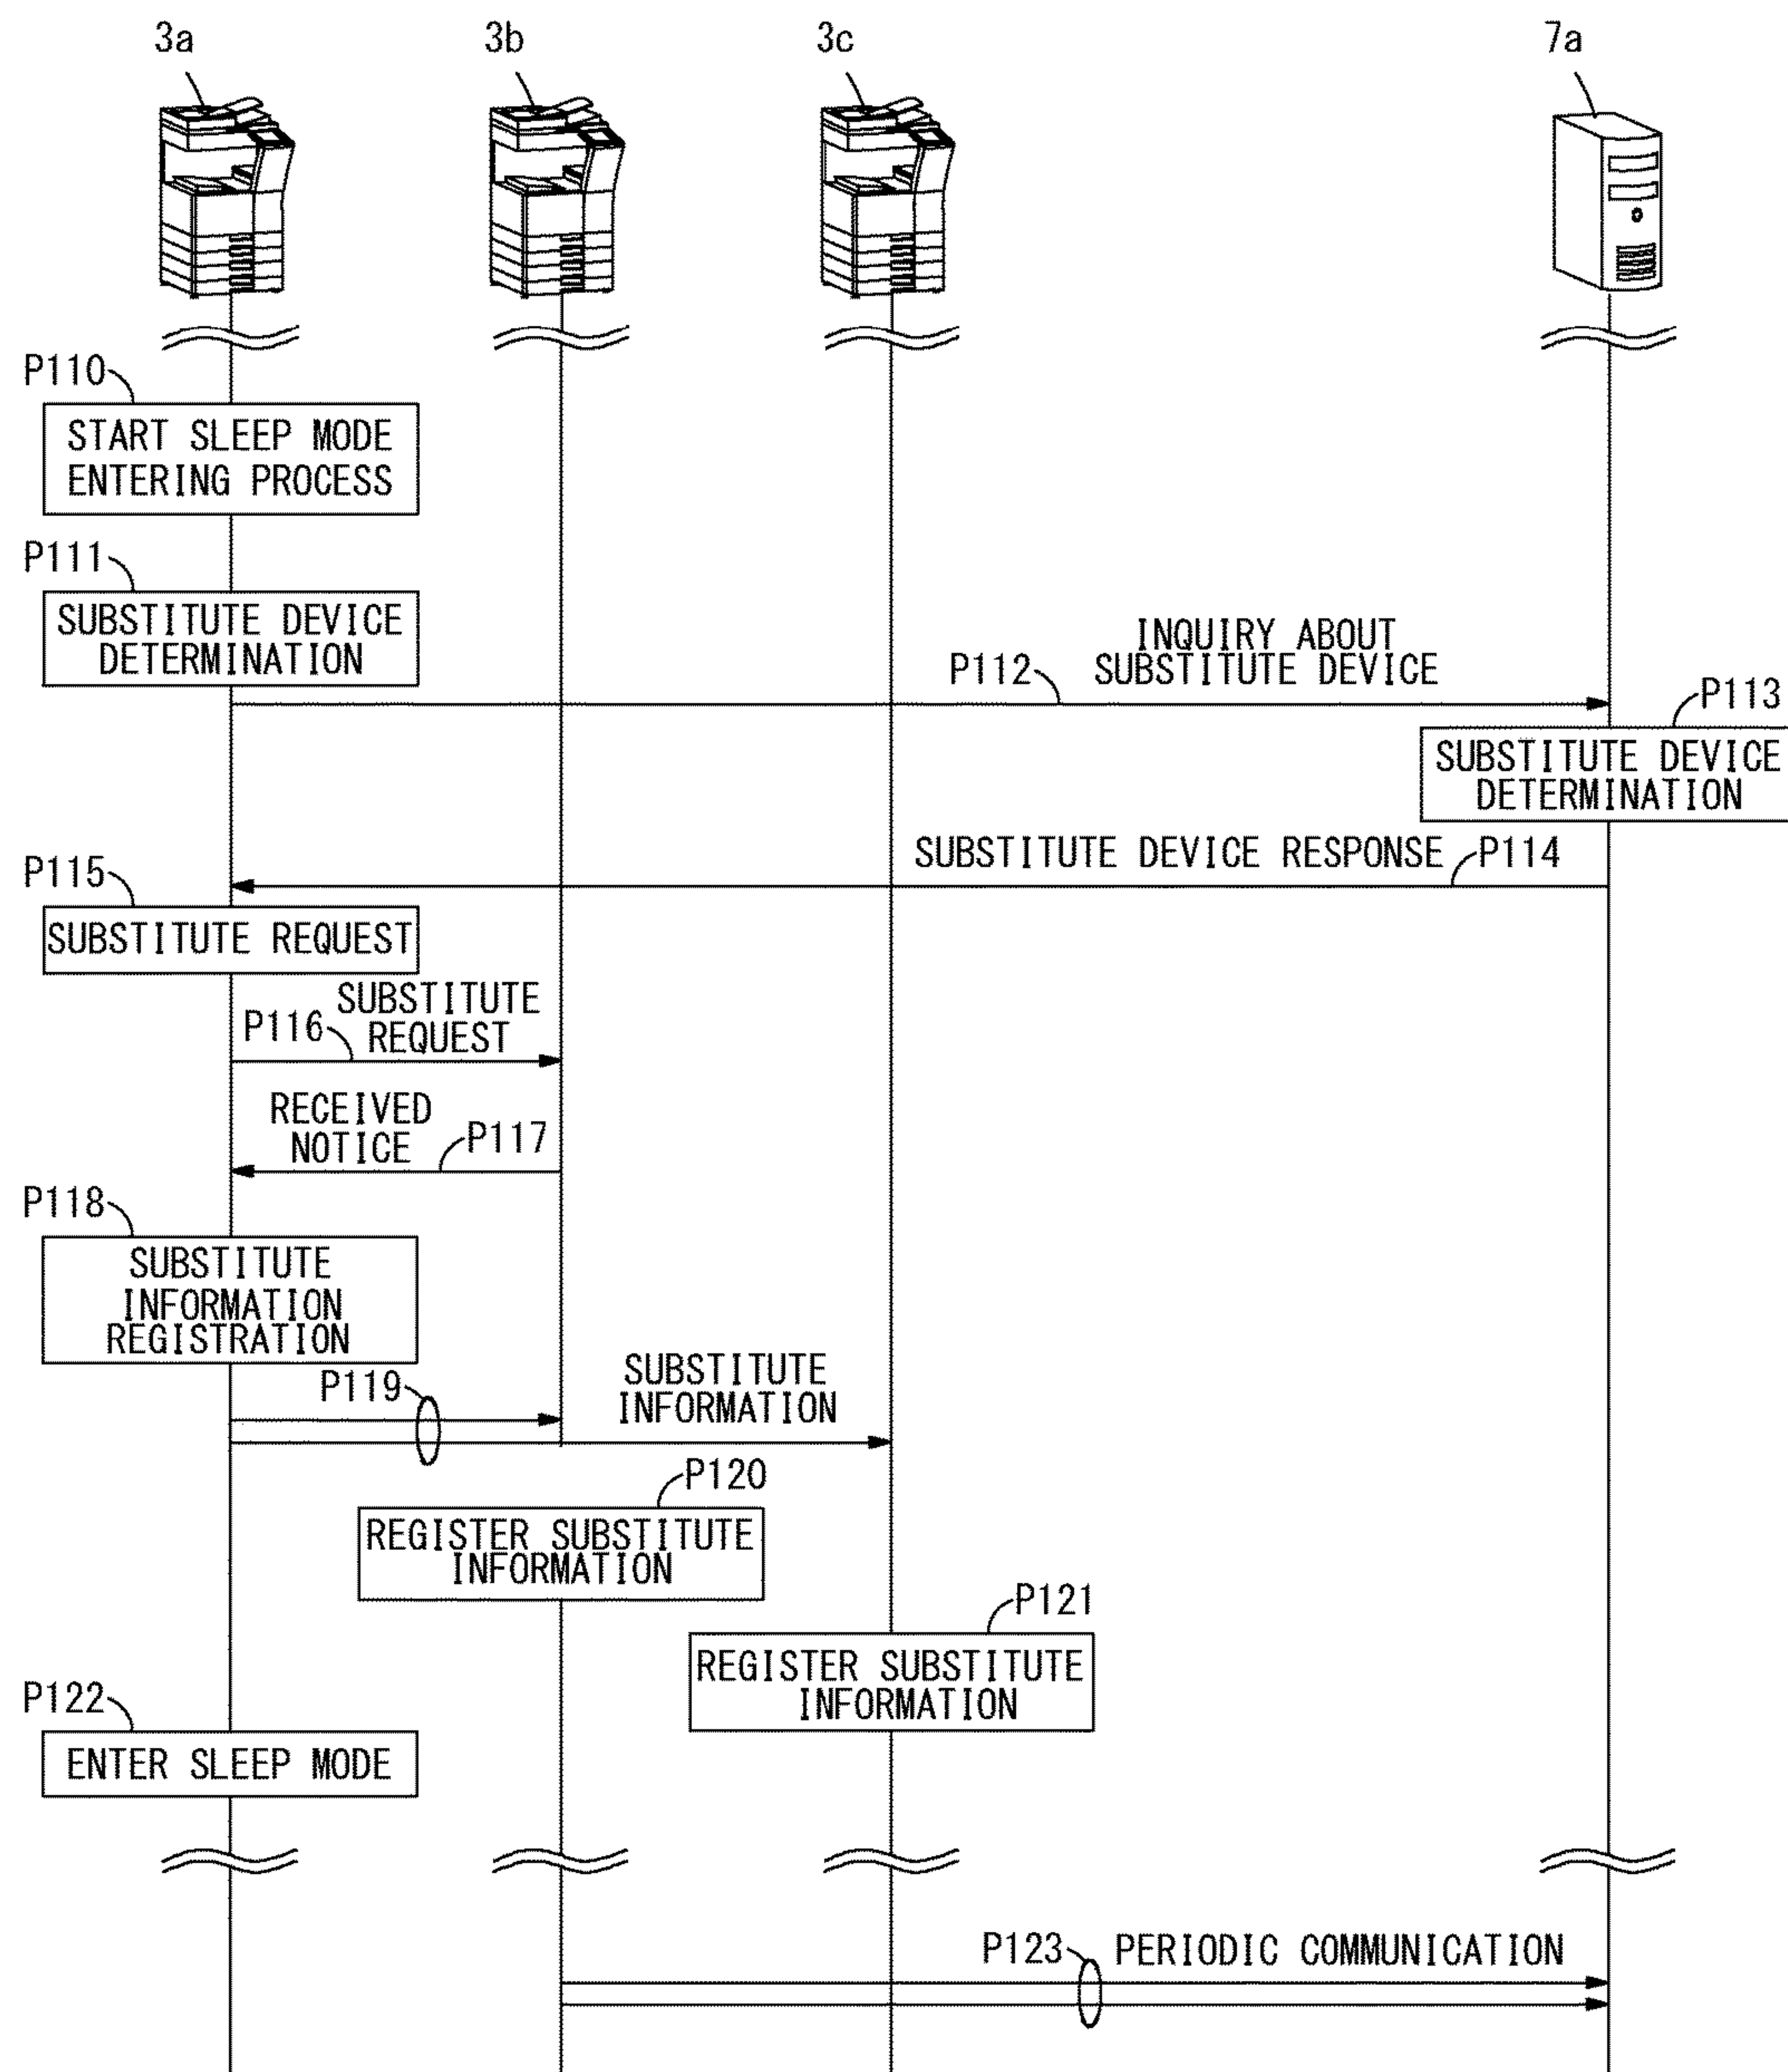 3a
3b
3c
7a
P110
START SLEEP MODE
ENTERING PROCESS
P111
SUBSTITUTE DEVICE
DETERMINATION
INQUIRY ABOUT
SUBSTITUTE DEVICE
P112
P113
SUBSTITUTE DEVICE
DETERMINATION
SUBSTITUTE DEVICE RESPONSE
P114
P115
SUBSTITUTE REQUEST
SUBSTITUTE
REQUEST
P116
RECEIVED
NOTICE
P117
P118
SUBSTITUTE
INFORMATION
REGISTRATION
P119
SUBSTITUTE
INFORMATION
P120
REGISTER SUBSTITUTE
INFORMATION
P121
REGISTER SUBSTITUTE
INFORMATION
P122
ENTER SLEEP MODE
P123
PERIODIC COMMUNICATION